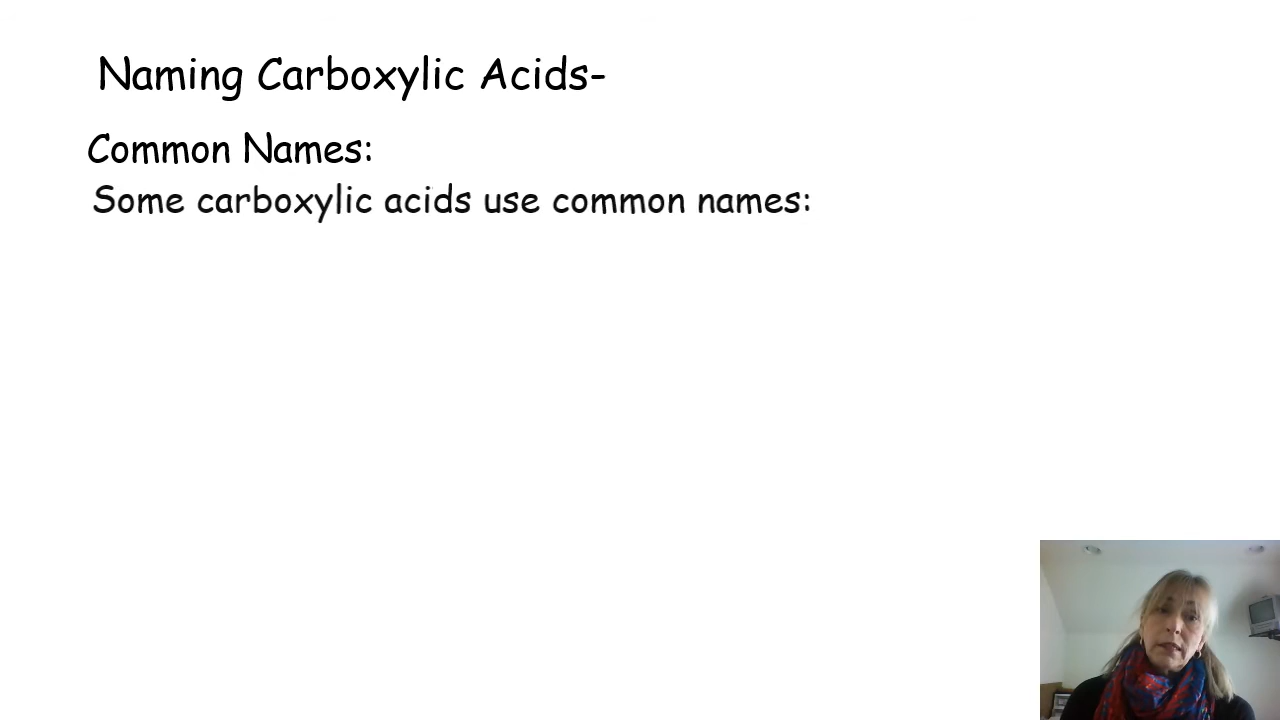 Naming Carboxylic Acids-
Common Names:
Some carboxylic acids use common names: